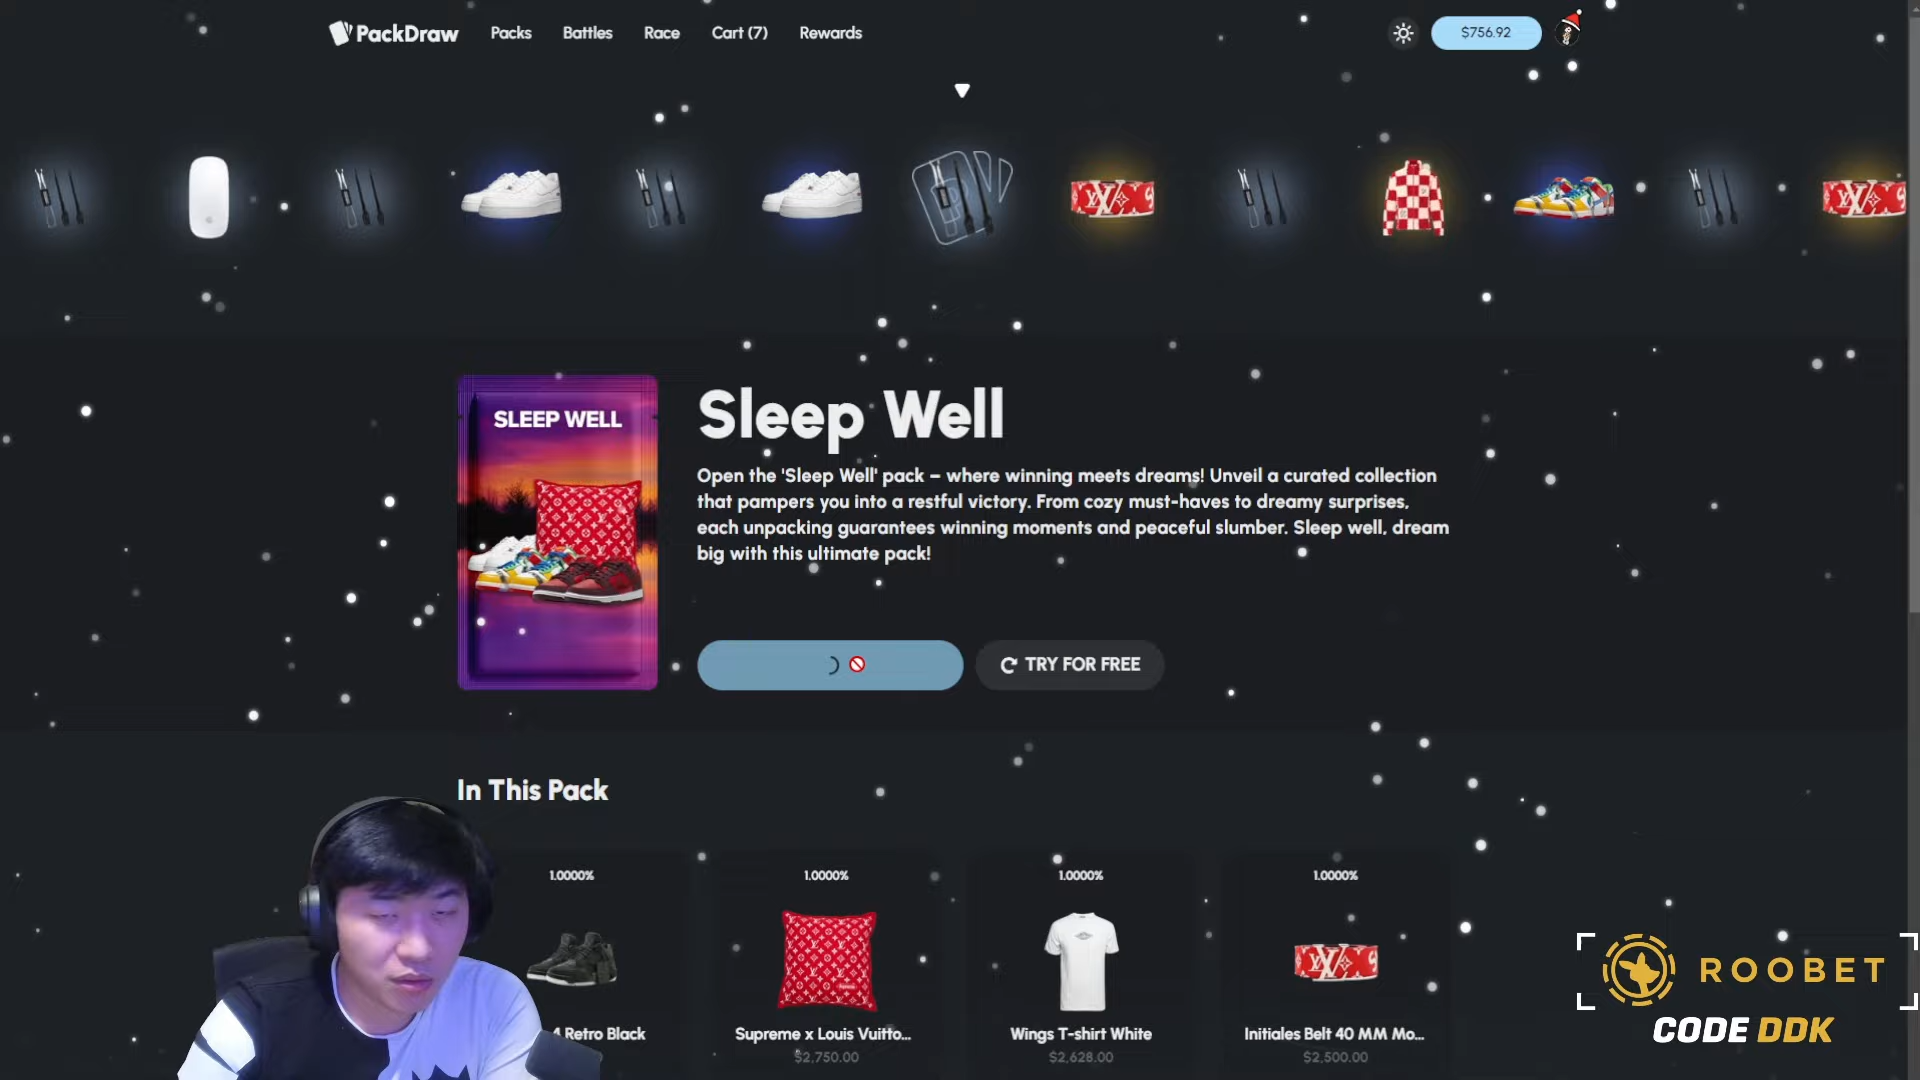 PackDraw
Packs
Battles
Race
Cart (7)
Rewards
$756.92
SLEEP WELL
Sleep Well
Open the 'Sleep Well' pack – where winning meets dreams! Unveil a curated collection
that pampers you into a restful victory. From cozy must-haves to dreamy surprises,
each unpacking guarantees winning moments and peaceful slumber. Sleep well, dream
big with this ultimate pack!
TRY FOR FREE
In This Pack
1.0000%
1.0000%
1.0000%
1.0000%
4 Retro Black
Supreme x Louis Vuitto...
Wings T-shirt White
Initiales Belt 40 MM Mo...
$2,750.00
$2,628.00
$2,500.00
ROOBET
CODE DDK